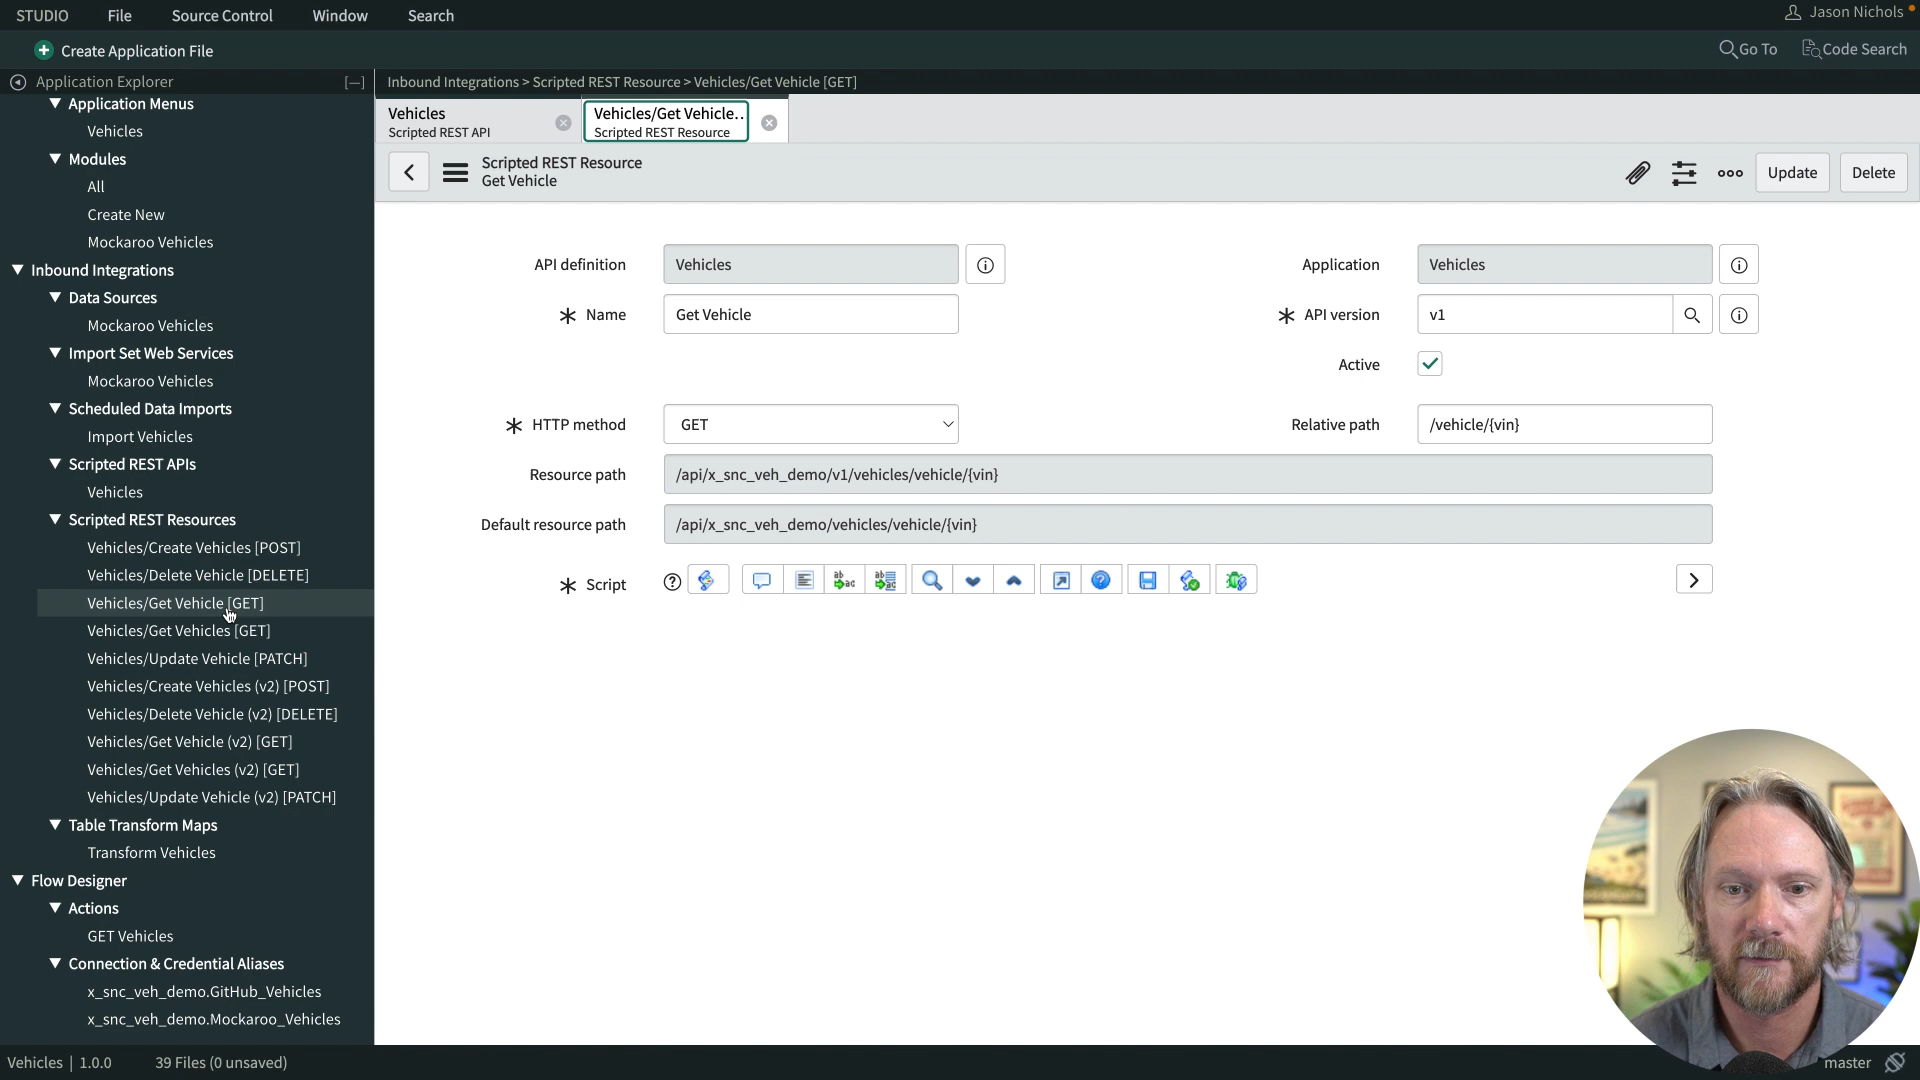 STUDIO File Source Control Window Search Jason Nichols
Create Application File Go To Code Search
Application Explorer [—] Inbound Integrations > Scripted REST Resource > Vehicles/Get Vehicle [GET]
Application Menus
Vehicles
Modules
All
Create New
Mockaroo Vehicles
Inbound Integrations
Data Sources
Mockaroo Vehicles
Import Set Web Services
Mockaroo Vehicles
Scheduled Data Imports
Import Vehicles
Scripted REST APIs
Vehicles
Scripted REST Resources
Vehicles/Create Vehicles [POST]
Vehicles/Delete Vehicle [DELETE]
Vehicles/Get Vehicle [GET]
Vehicles/Get Vehicles [GET]
Vehicles/Update Vehicle [PATCH]
Vehicles/Create Vehicles (v2) [POST]
Vehicles/Delete Vehicle (v2) [DELETE]
Vehicles/Get Vehicle (v2) [GET]
Vehicles/Get Vehicles (v2) [GET]
Vehicles/Update Vehicle (v2) [PATCH]
Table Transform Maps
Transform Vehicles
Flow Designer
Actions
GET Vehicles
Connection & Credential Aliases
x_snc_veh_demo.GitHub_Vehicles
x_snc_veh_demo.Mockaroo_Vehicles
Vehicles Vehicles/Get Vehicle..
Scripted REST API Scripted REST Resource
Scripted REST Resource
Get Vehicle
Update Delete
API definition Vehicles Application Vehicles
Name Get Vehicle API version v1
Active
HTTP method GET Relative path /vehicle/{vin}
Resource path /api/x_snc_veh_demo/v1/vehicles/vehicle/{vin}
Default resource path /api/x_snc_veh_demo/vehicles/vehicle/{vin}
Script
Vehicles | 1.0.0 39 Files (0 unsaved) master